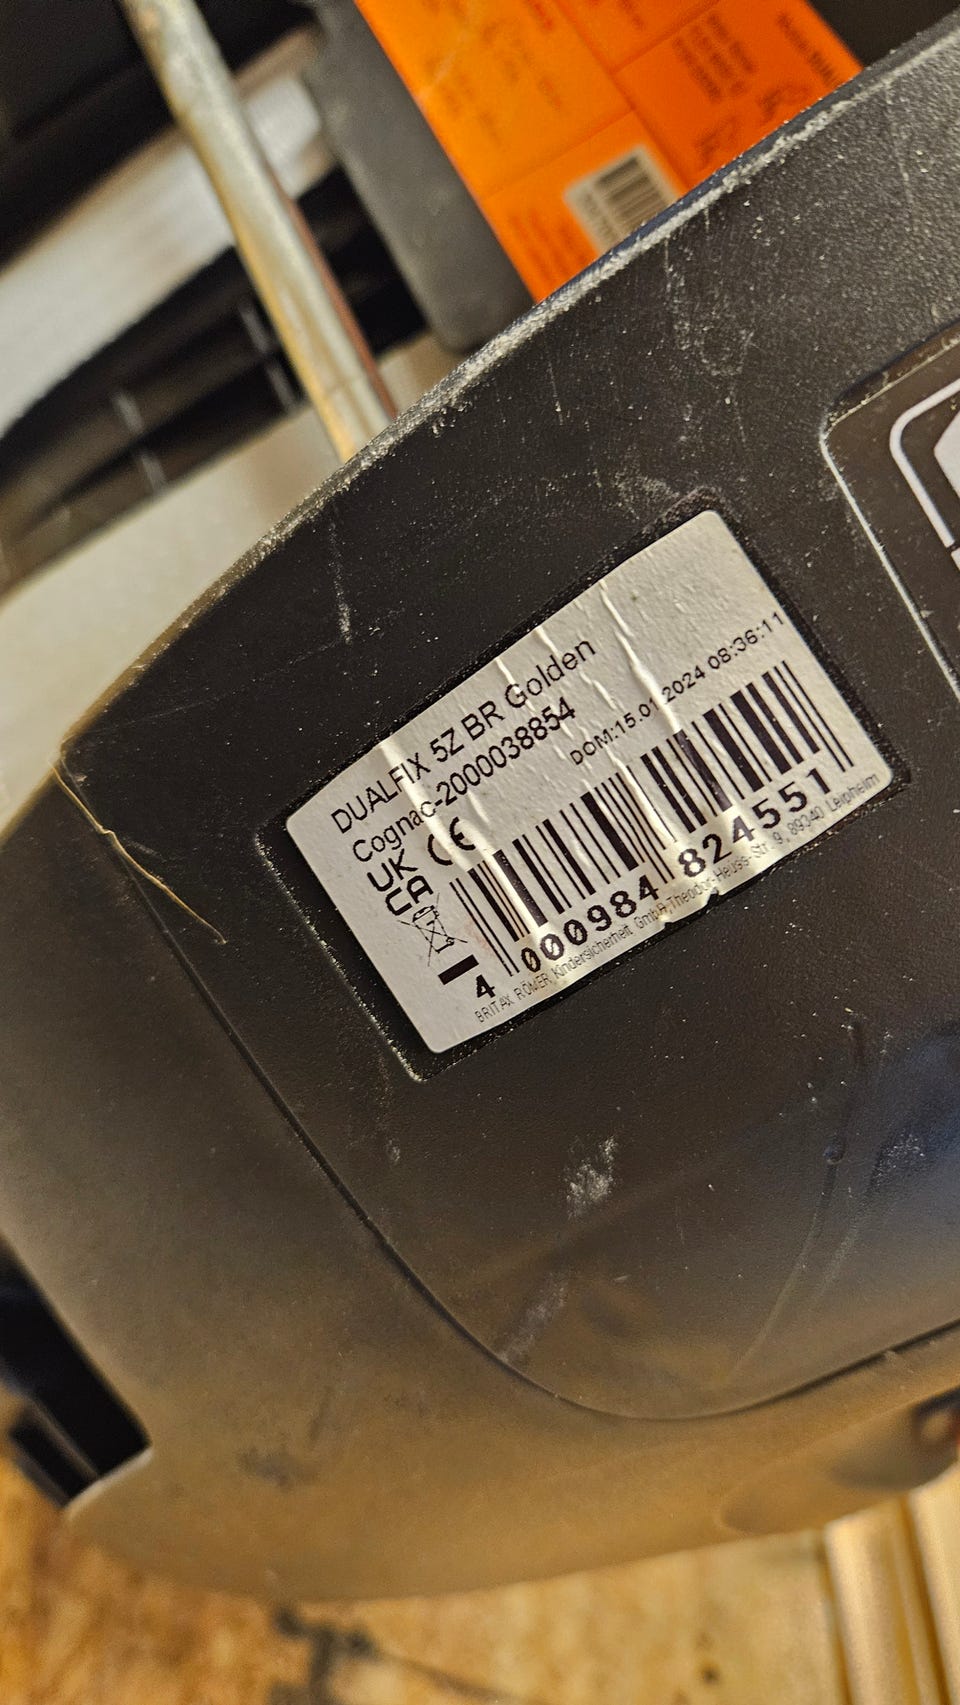 DUALFIX 5Z BR Golden
Cognac-2000038854
DOM:15.01.2024 08:36:11
UK
CA
CE
4 000984 824551
BRITAX RÖMER Kindersicherheit GmbH, Theodor-Heuss-Str. 9, 89340 Leipheim